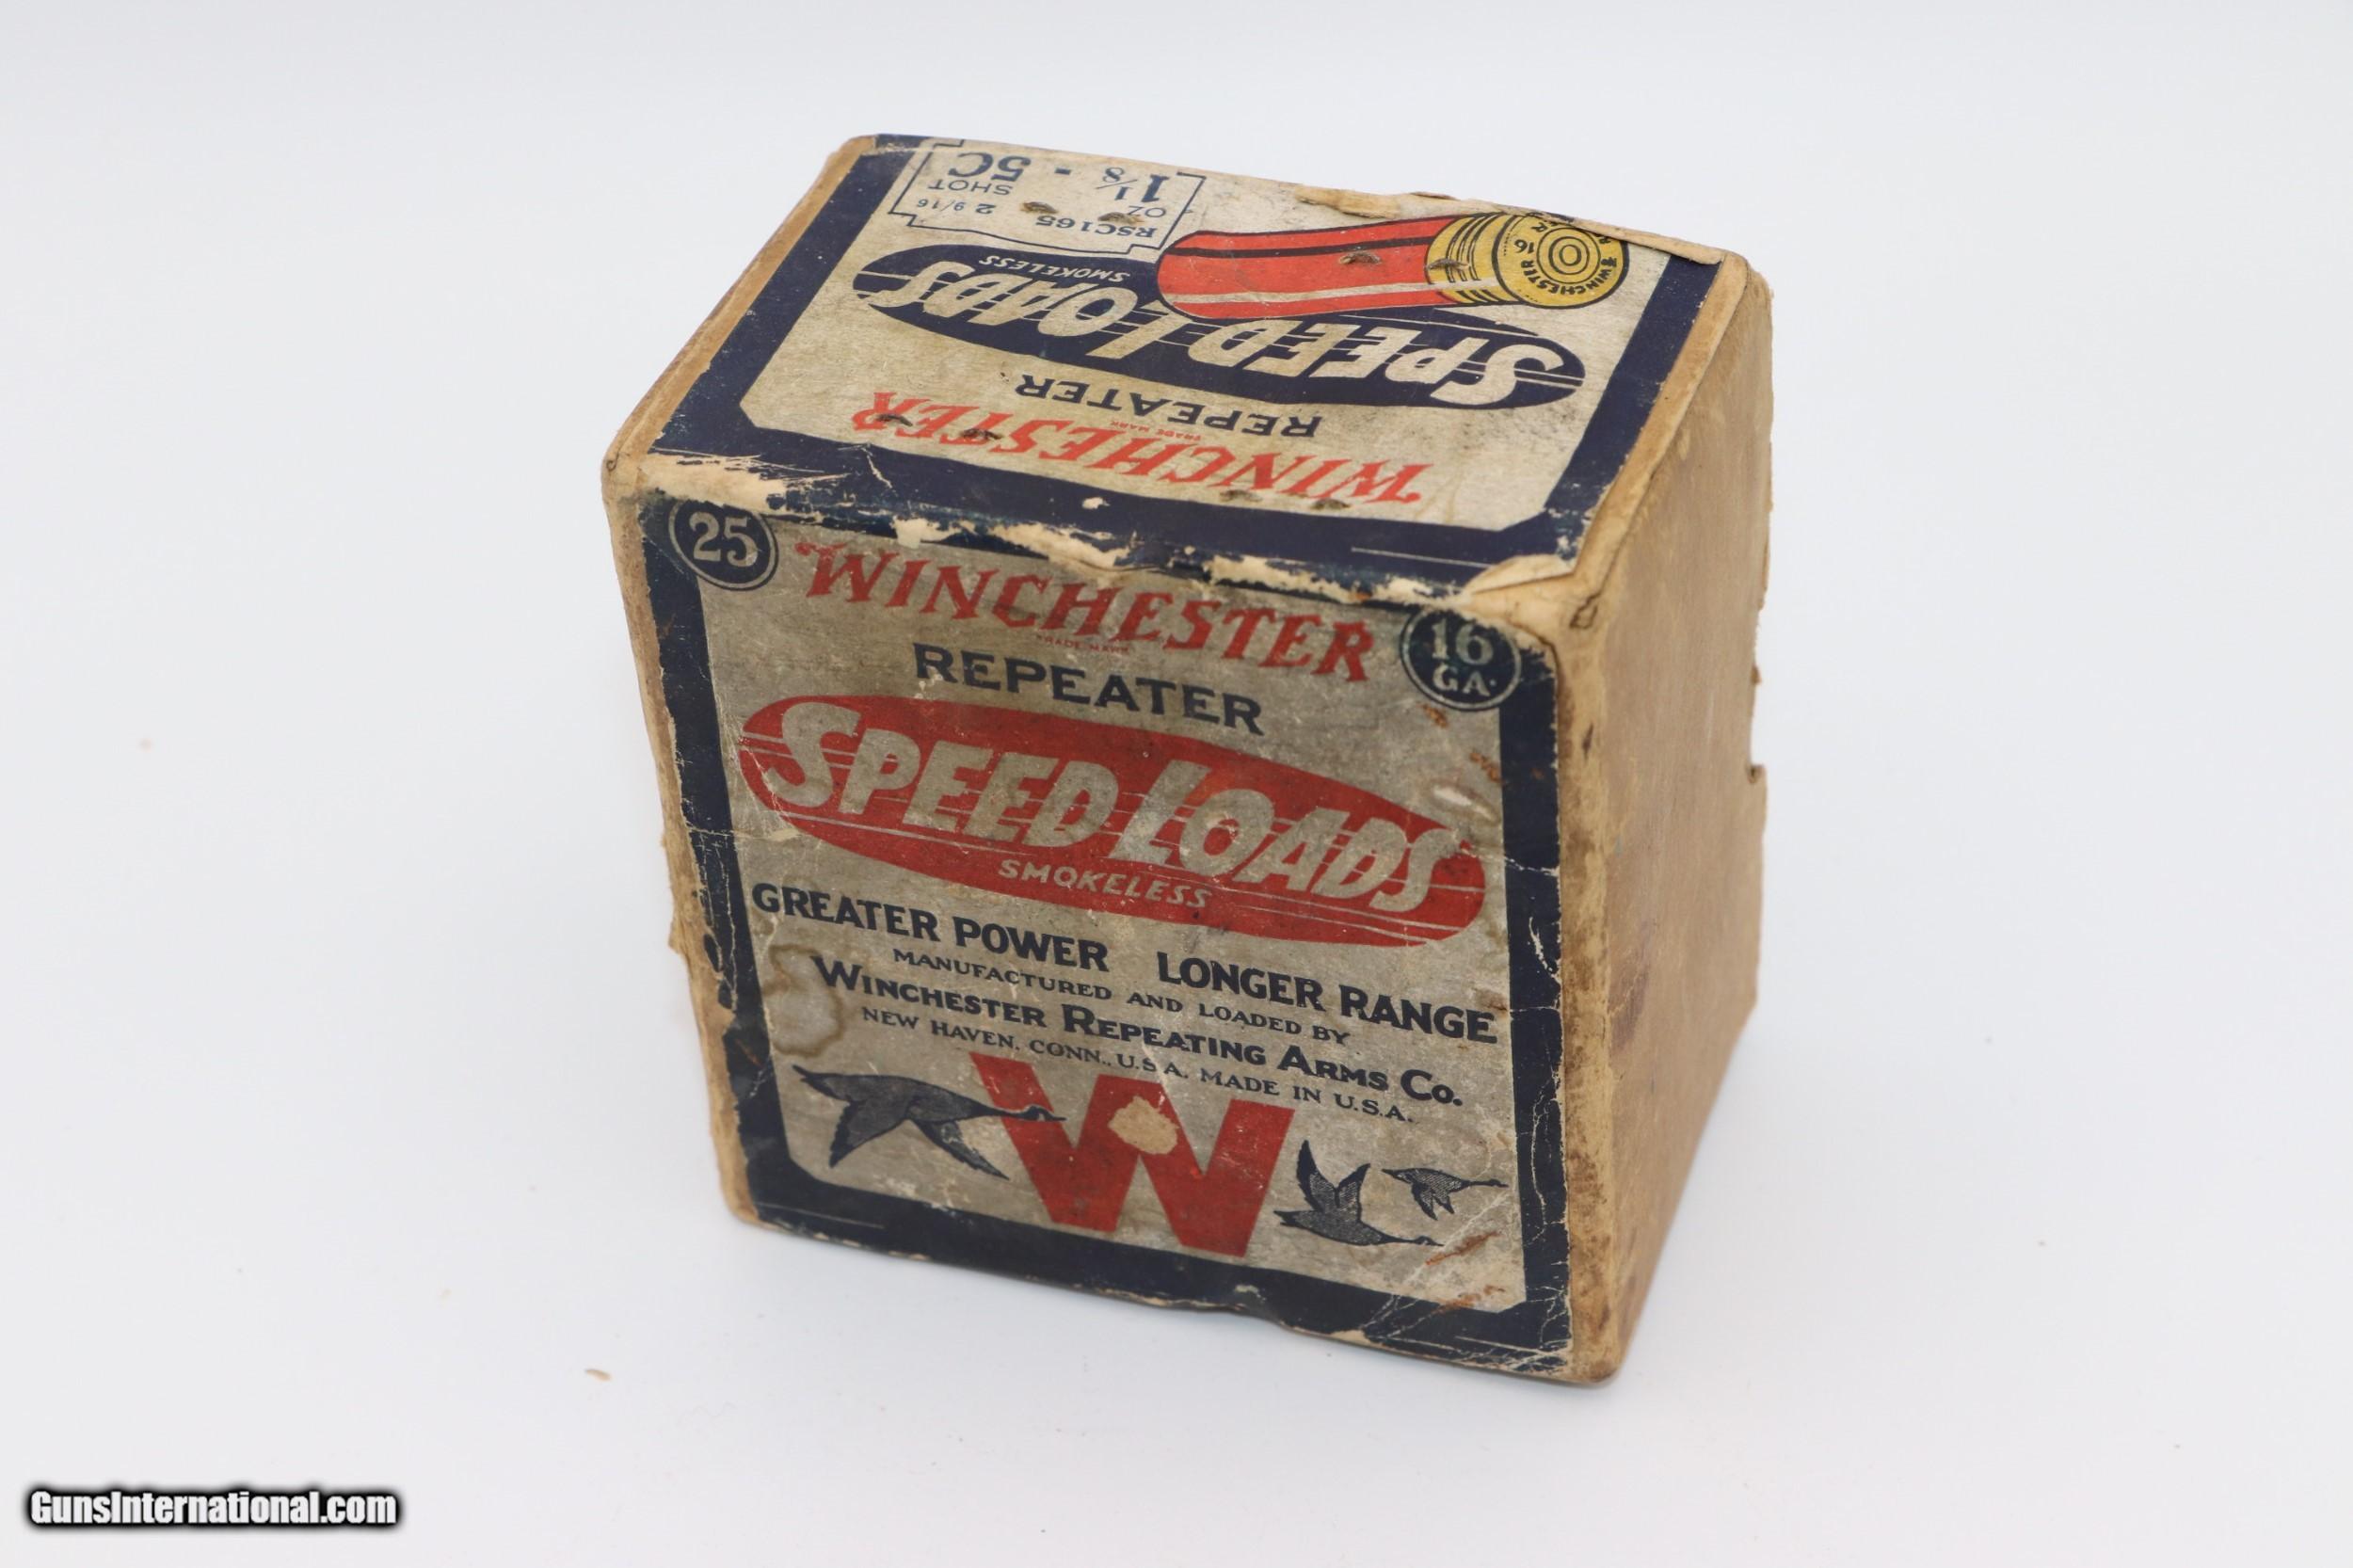 RSC165 2 9/16
OZ. SHOT
1 1/8 - 5C
WINCHESTER 16
SPEED LOADS
SMOKELESS
REPEATER
TRADE MARK
WINCHESTER
25
WINCHESTER
TRADE MARK
16
GA.
REPEATER
SPEED LOADS
SMOKELESS
GREATER POWER LONGER RANGE
MANUFACTURED AND LOADED BY
WINCHESTER REPEATING ARMS CO.
NEW HAVEN, CONN., U.S.A. MADE IN U.S.A.
W
GunsInternational.com